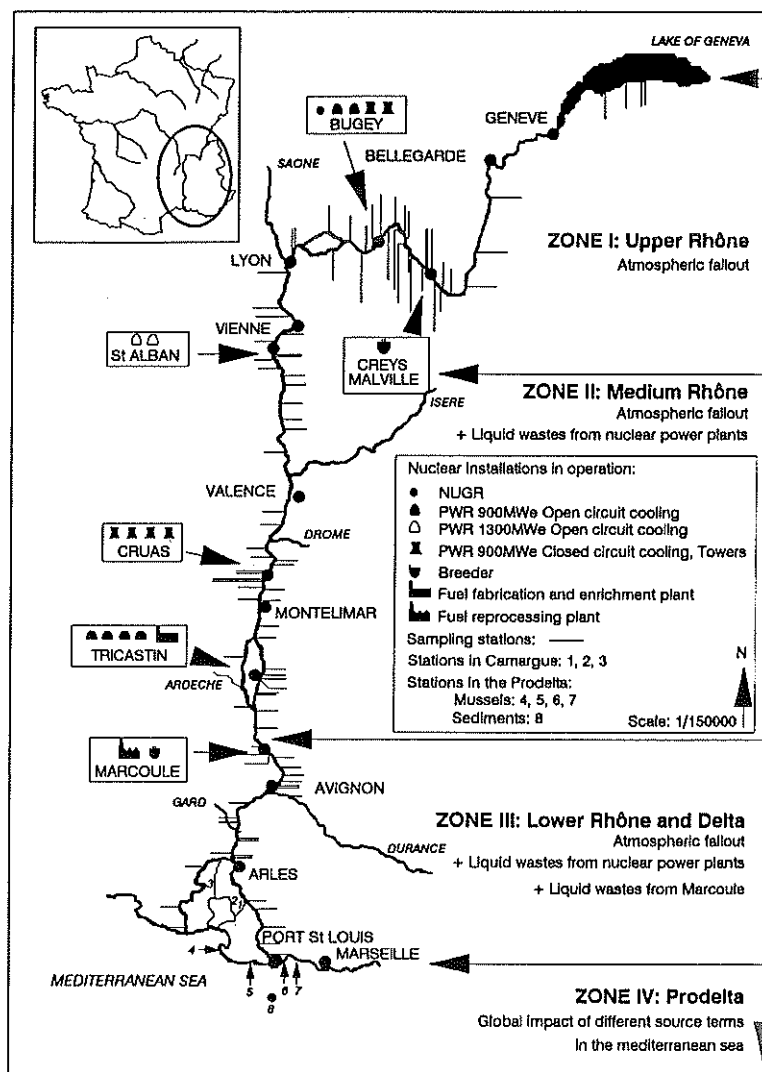 LAKE OF GENEVA
BUGEY
GENEVE
BELLEGARDE
SAONE
ZONE I: Upper Rhône
Atmospheric fallout
LYON
VIENNE
St ALBAN
CREYS
MALVILLE
ISERE
ZONE II: Medium Rhône
Atmospheric fallout
+ Liquid wastes from nuclear power plants
VALENCE
DROME
CRUAS
MONTELIMAR
TRICASTIN
ARDECHE
MARCOULE
Nuclear Installations in operation:
NUGR
PWR 900MWe Open circuit cooling
PWR 1300MWe Open circuit cooling
PWR 900MWe Closed circuit cooling, Towers
Breeder
Fuel fabrication and enrichment plant
Fuel reprocessing plant
Sampling stations:
Stations in Camargus: 1, 2, 3
Stations in the Prodelta:
Mussels: 4, 5, 6, 7
Sediments: 8
N
Scale: 1/150000
AVIGNON
GARD
DURANCE
ZONE III: Lower Rhône and Delta
Atmospheric fallout
+ Liquid wastes from nuclear power plants
+ Liquid wastes from Marcoule
ARLES
3
2
1
PORT St LOUIS
MARSEILLE
4
MEDITERRANEAN SEA
5
6
7
8
ZONE IV: Prodelta
Global impact of different source terms
In the mediterranean sea